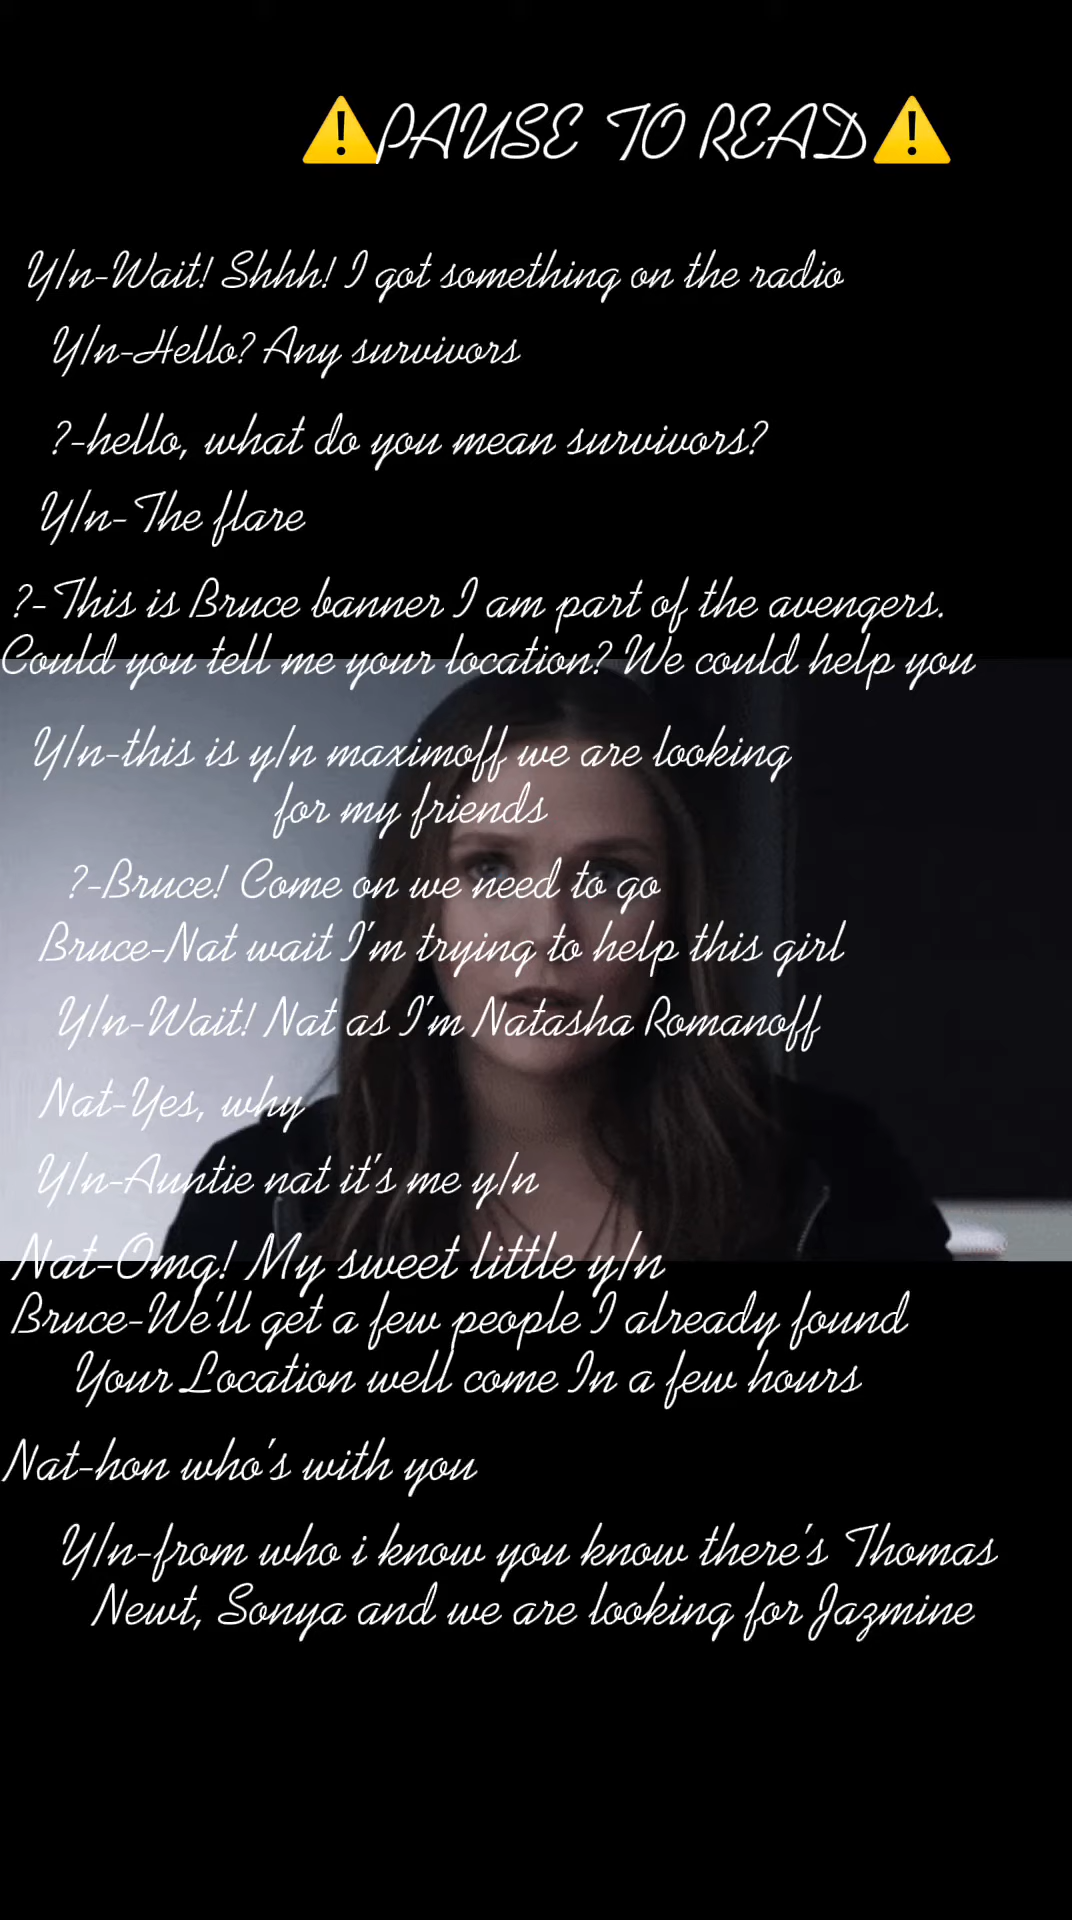 ⚠️PAUSE TO READ⚠️
Y/n-Wait! Shhh! I got something on the radio
Y/n-Hello? Any survivors
?-hello, what do you mean survivors?
Y/n-The flare
?-This is Bruce banner I am part of the avengers.
Could you tell me your location? We could help you
Y/n-this is y/n maximoff we are looking
for my friends
?-Bruce! Come on we need to go
Bruce-Nat wait I'm trying to help this girl
Y/n-Wait! Nat as I'm Natasha Romanoff
Nat-Yes, why
Y/n-Auntie nat it's me y/n
Nat-Omg! My sweet little y/n
Bruce-We'll get a few people I already found
Your Location well come In a few hours
Nat-hon who's with you
Y/n-from who i know you know there's Thomas
Newt, Sonya and we are looking for Jazmine